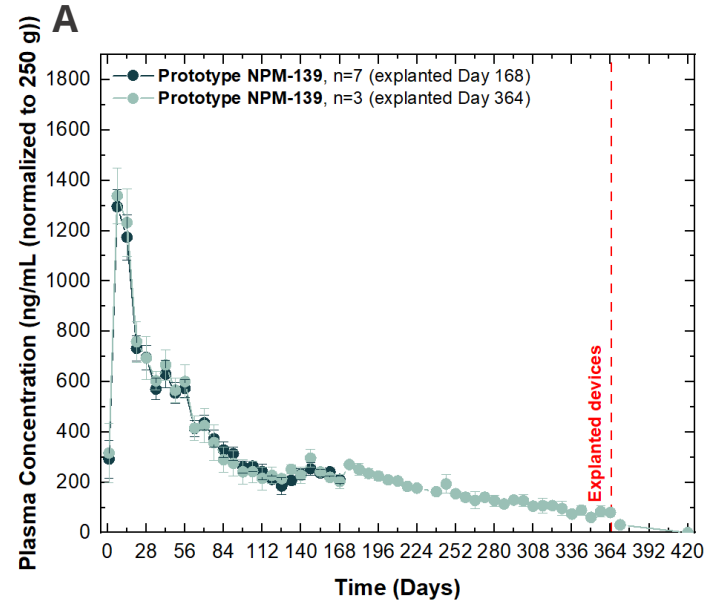 A
Prototype NPM-139, n=7 (explanted Day 168)
Prototype NPM-139, n=3 (explanted Day 364)
Plasma Concentration (ng/mL (normalized to 250 g))
1800
1600
1400
1200
1000
800
600
400
200
0
Explanted devices
0 28 56 84 112 140 168 196 224 252 280 308 336 364 392 420
Time (Days)